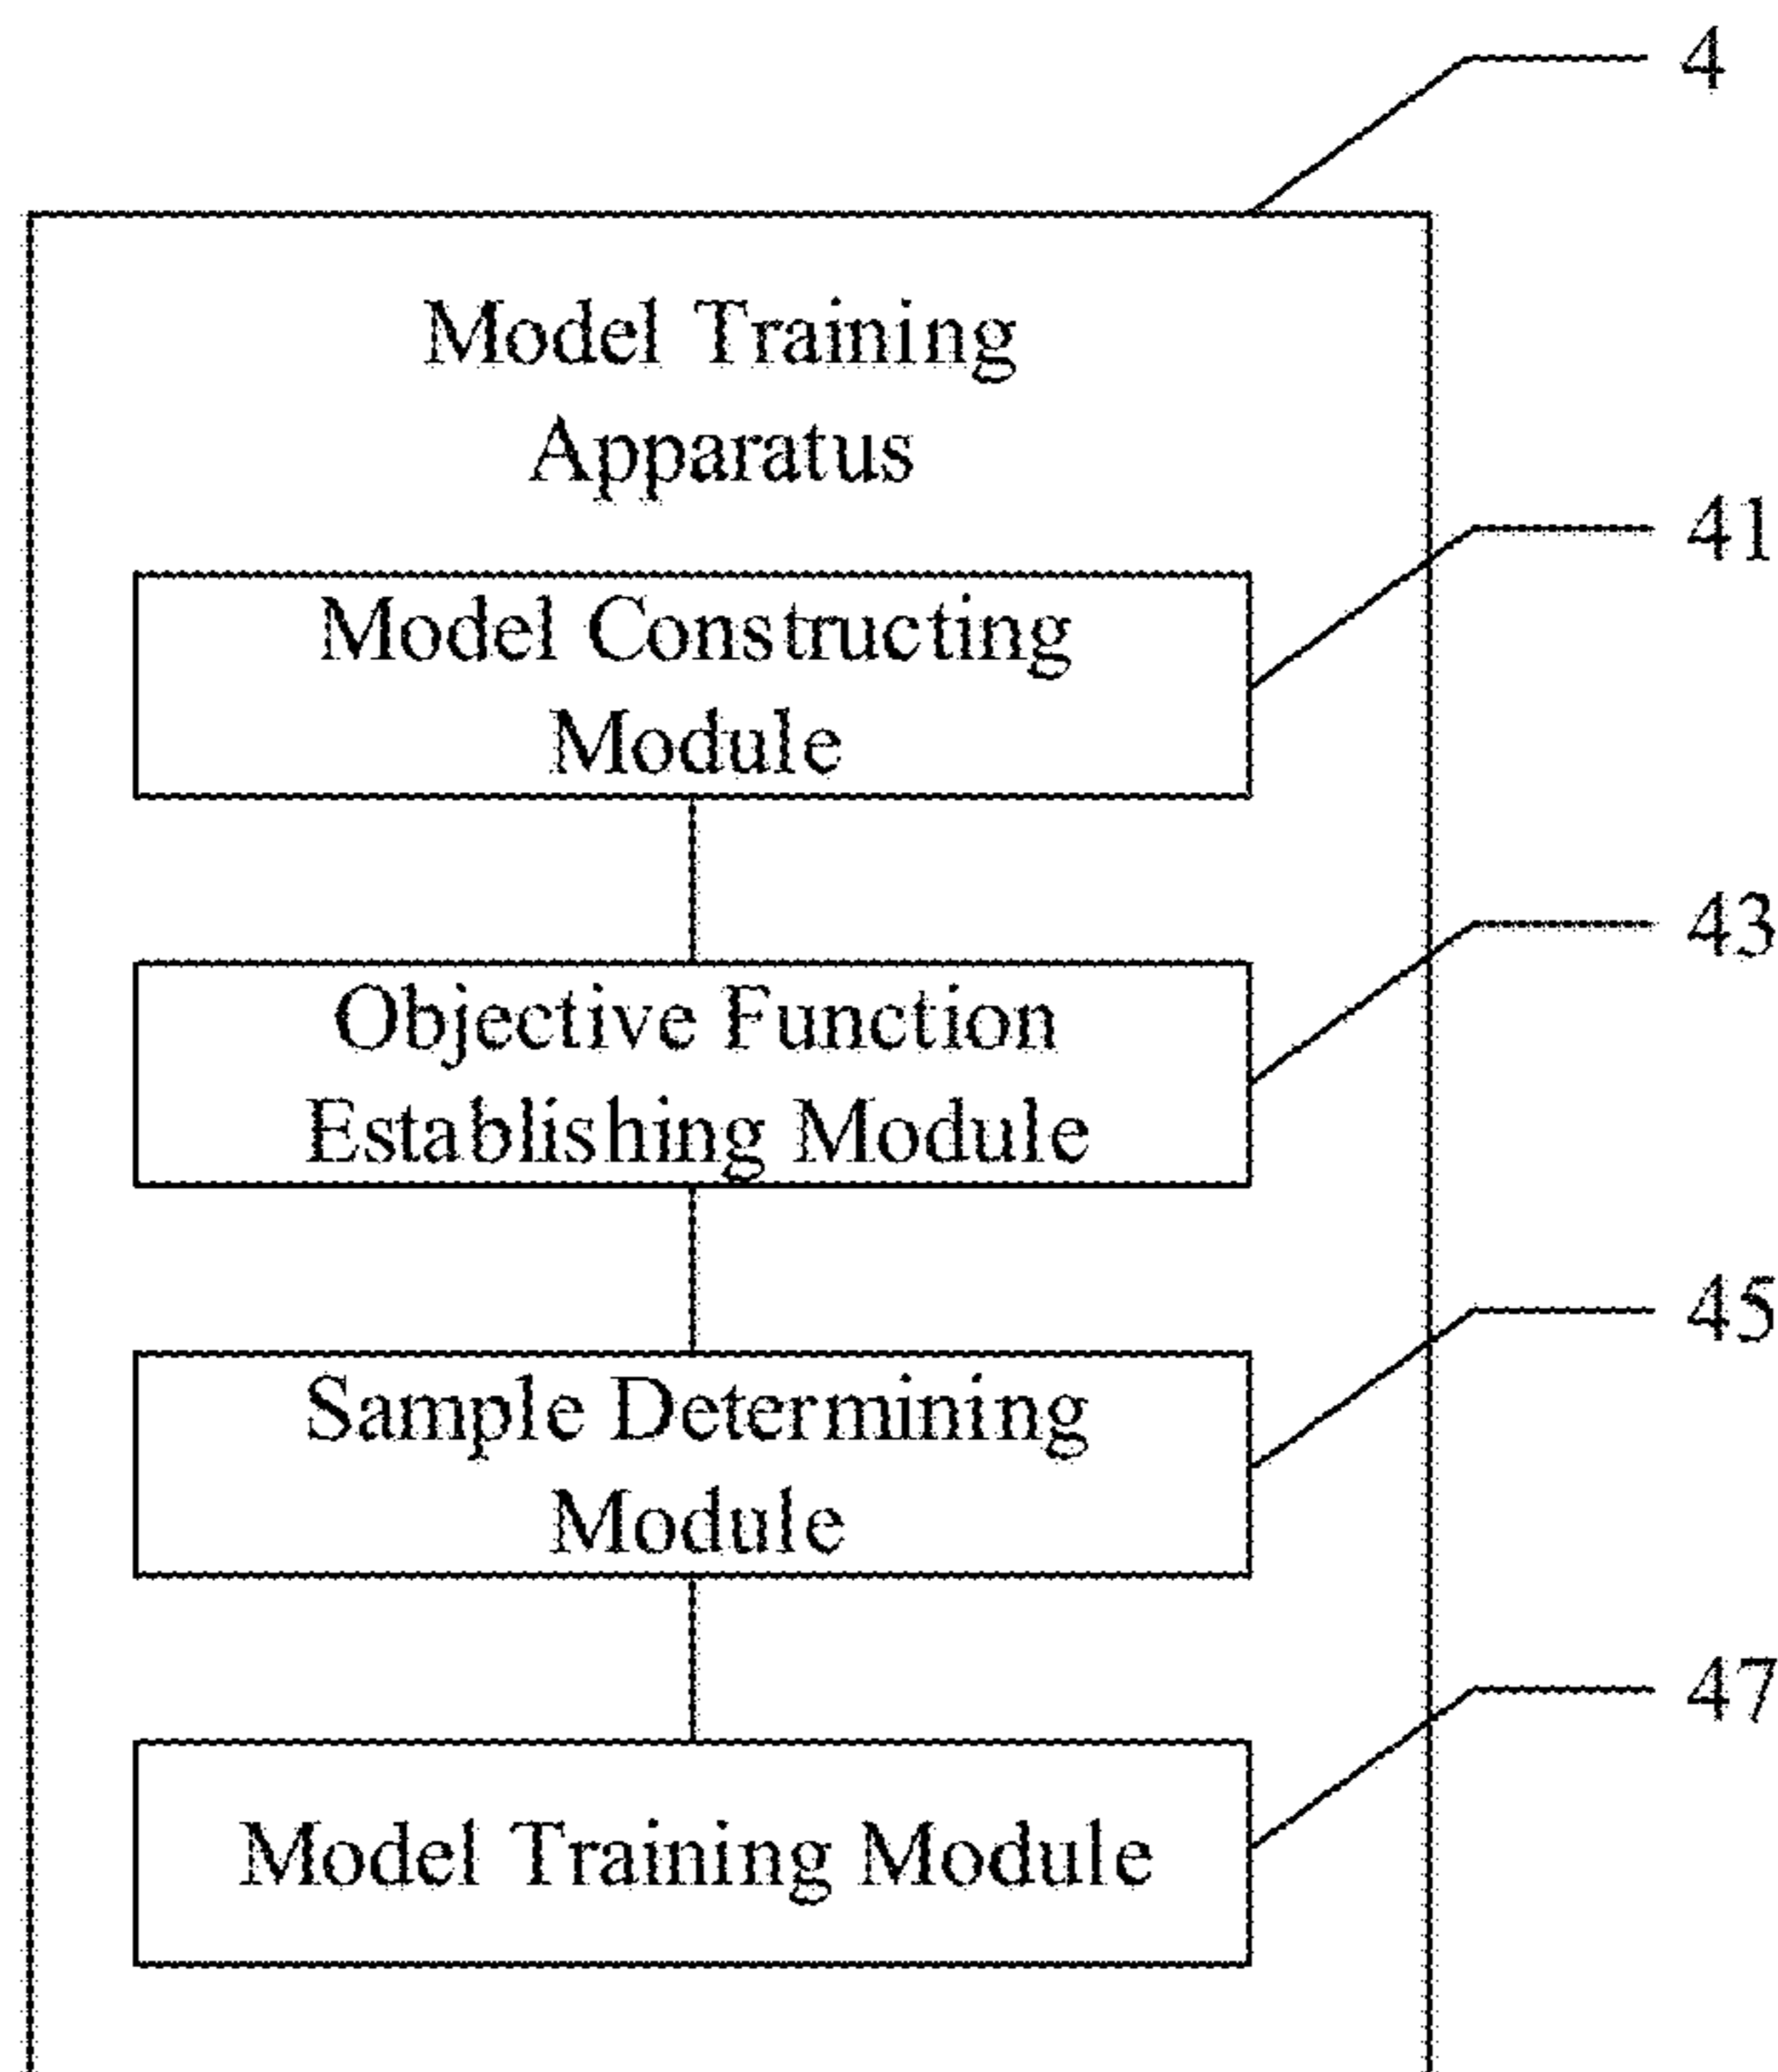 4
Model Training
Apparatus
41
Model Constructing
Module
43
Objective Function
Establishing Module
45
Sample Determining
Module
47
Model Training Module